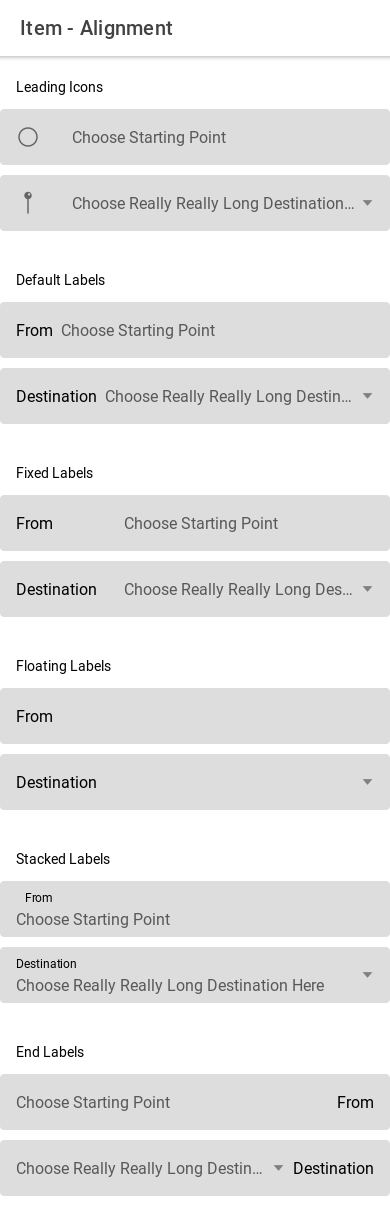 Item - Alignment
Leading Icons
Choose Starting Point
Choose Really Really Long Destination...
Default Labels
From Choose Starting Point
Destination Choose Really Really Long Destin...
Fixed Labels
From Choose Starting Point
Destination Choose Really Really Long Des...
Floating Labels
From
Destination
Stacked Labels
From
Choose Starting Point
Destination
Choose Really Really Long Destination Here
End Labels
Choose Starting Point From
Choose Really Really Long Destin... Destination